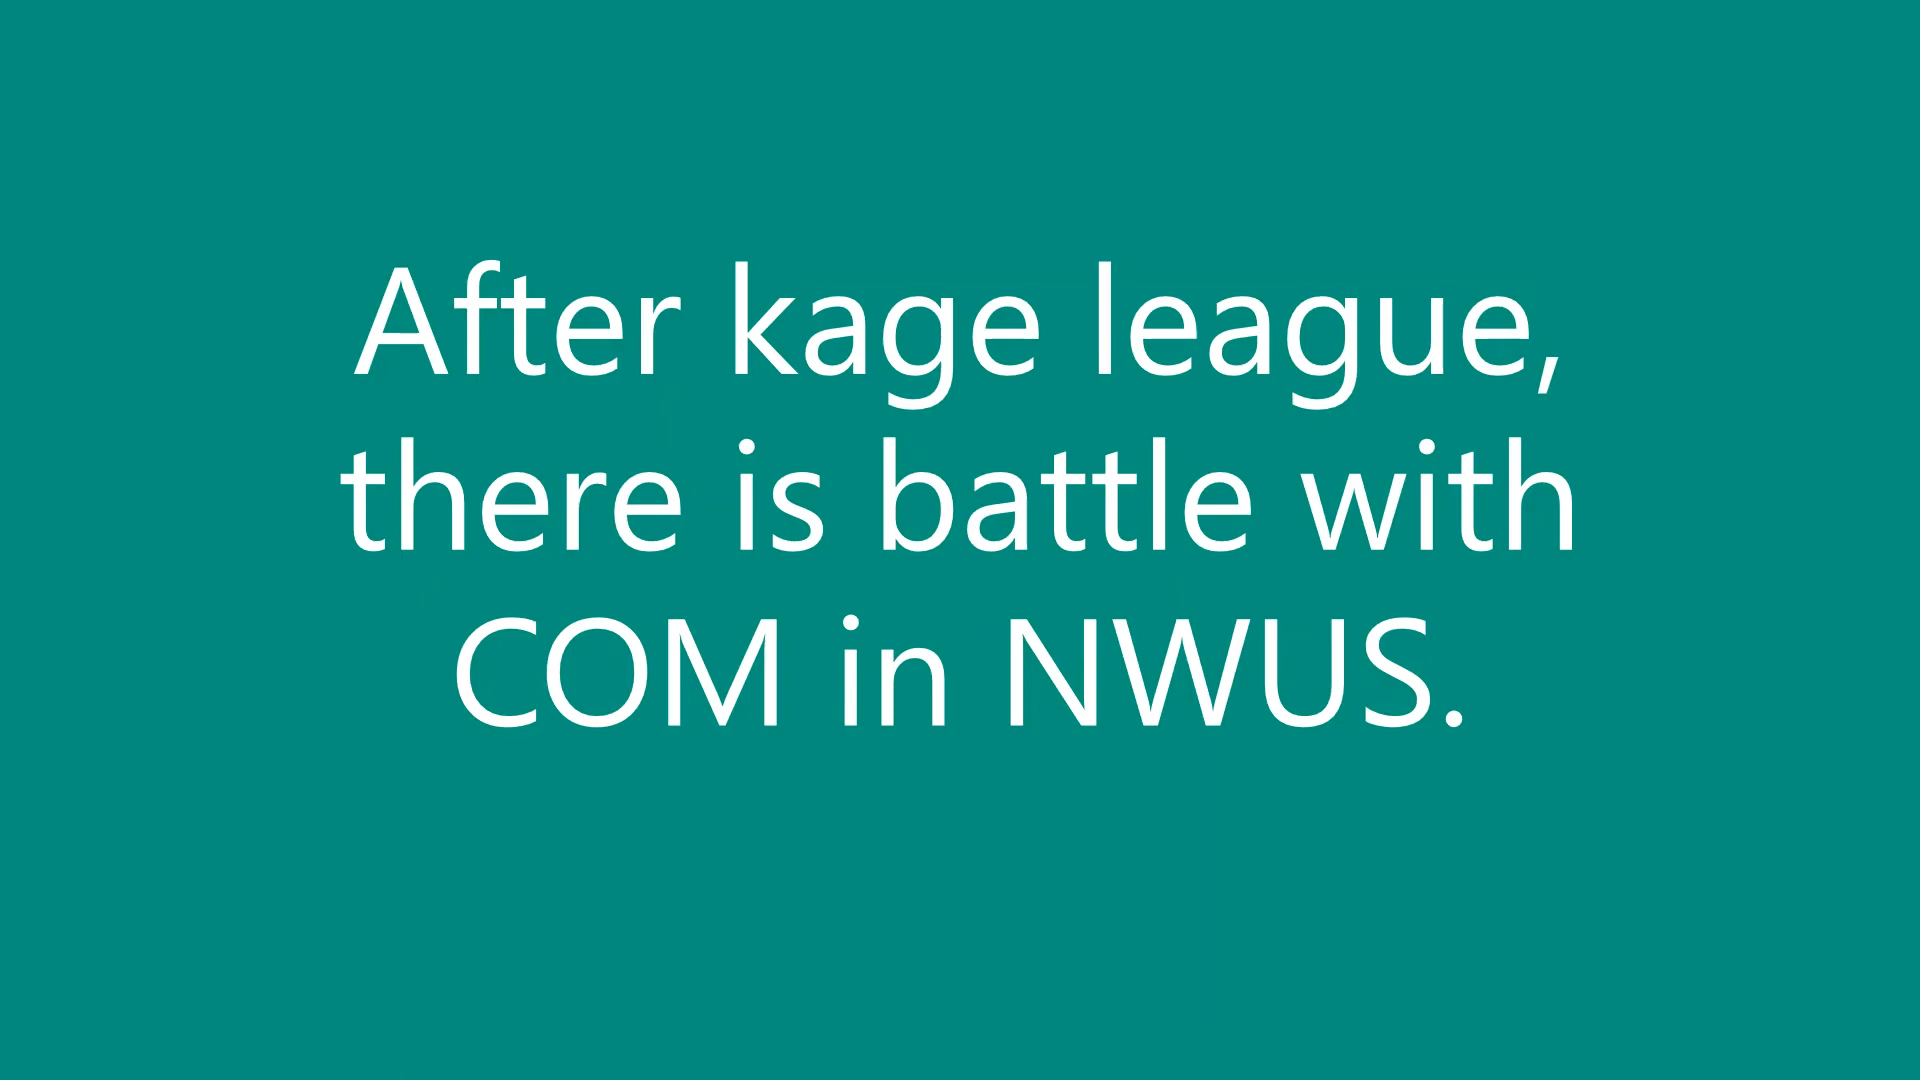 After kage league,
there is battle with
COM in NWUS.